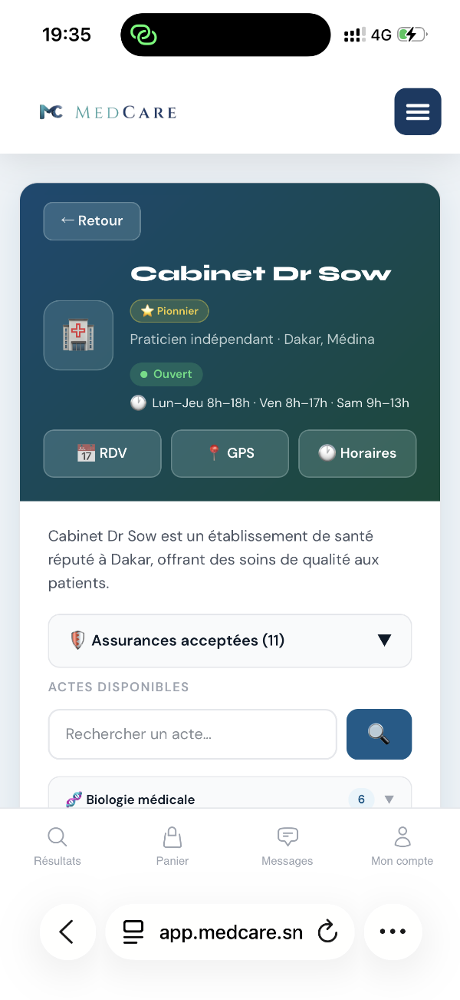 19:35
4G
MC MEDCARE
← Retour
Cabinet Dr Sow
⭐ Pionnier
Praticien indépendant · Dakar, Médina
● Ouvert
🕐 Lun–Jeu 8h–18h · Ven 8h–17h · Sam 9h–13h
📅 RDV
📍 GPS
🕐 Horaires
Cabinet Dr Sow est un établissement de santé
réputé à Dakar, offrant des soins de qualité aux
patients.
Assurances acceptées (11) ▼
ACTES DISPONIBLES
Rechercher un acte...
🧬 Biologie médicale 6 ▼
Résultats
Panier
Messages
Mon compte
app.medcare.sn